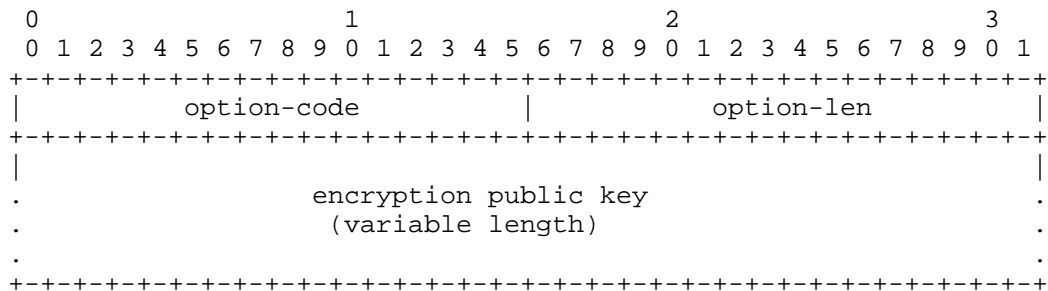 0                   1                   2                   3
 0 1 2 3 4 5 6 7 8 9 0 1 2 3 4 5 6 7 8 9 0 1 2 3 4 5 6 7 8 9 0 1
+-+-+-+-+-+-+-+-+-+-+-+-+-+-+-+-+-+-+-+-+-+-+-+-+-+-+-+-+-+-+-+-+
|          option-code          |           option-len          |
+-+-+-+-+-+-+-+-+-+-+-+-+-+-+-+-+-+-+-+-+-+-+-+-+-+-+-+-+-+-+-+-+
|                                                               |
.                  encryption public key                        .
.                   (variable length)                           .
.                                                               .
+-+-+-+-+-+-+-+-+-+-+-+-+-+-+-+-+-+-+-+-+-+-+-+-+-+-+-+-+-+-+-+-+